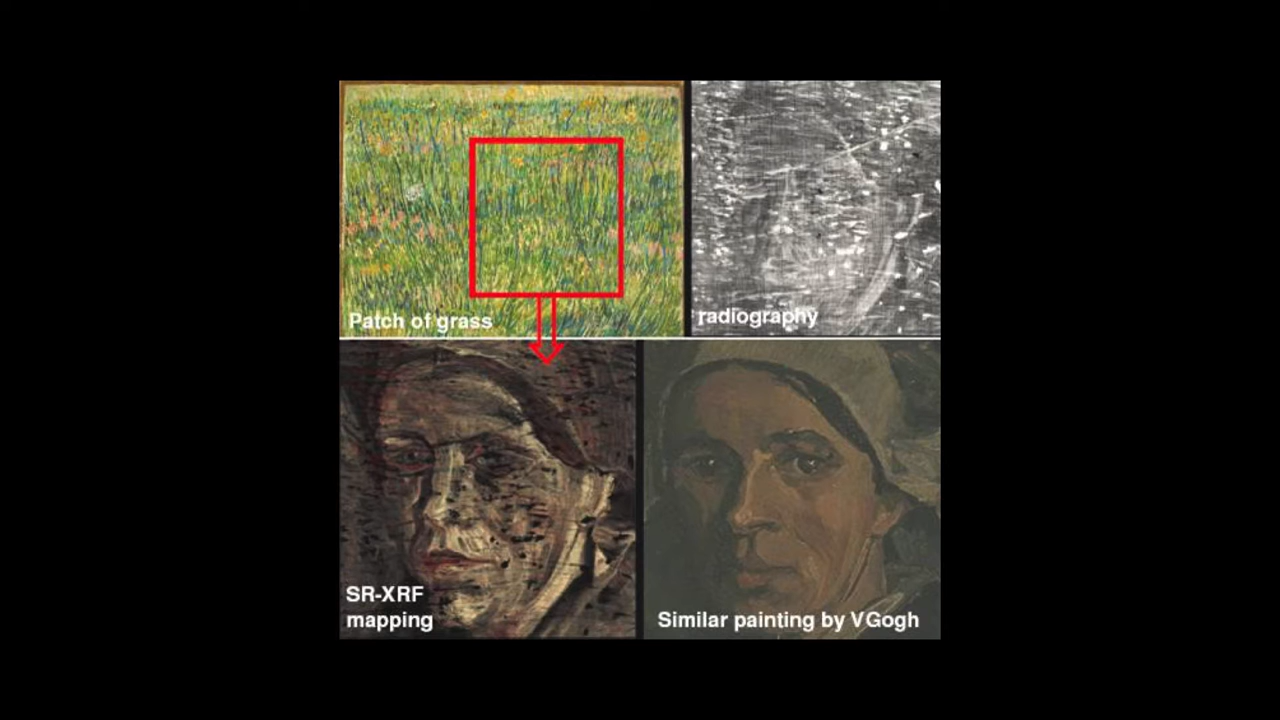 Patch of grass
radiography
SR-XRF
mapping
Similar painting by VGogh